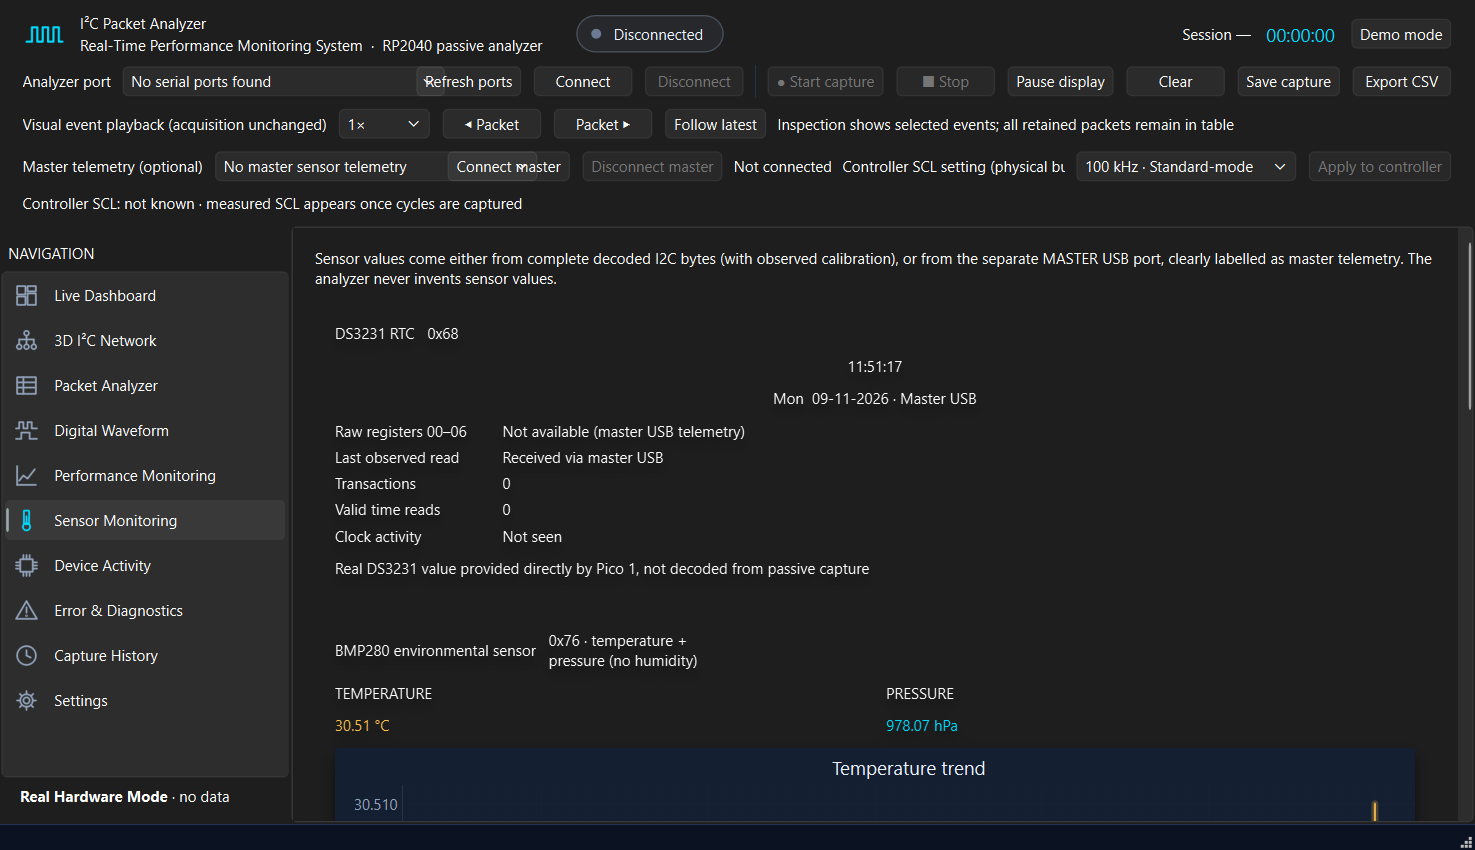 I²C Packet Analyzer
Real-Time Performance Monitoring System · RP2040 passive analyzer
Disconnected
Session —
00:00:00
Demo mode
Analyzer port
No serial ports found
Refresh ports
Connect
Disconnect
● Start capture
■ Stop
Pause display
Clear
Save capture
Export CSV
Visual event playback (acquisition unchanged)
1×
◂ Packet
Packet ▸
Follow latest
Inspection shows selected events; all retained packets remain in table
Master telemetry (optional)
No master sensor telemetry
Connect master
Disconnect master
Not connected
Controller SCL setting (physical bu
100 kHz · Standard-mode
Apply to controller
Controller SCL: not known · measured SCL appears once cycles are captured
NAVIGATION
Live Dashboard
3D I²C Network
Packet Analyzer
Digital Waveform
Performance Monitoring
Sensor Monitoring
Device Activity
Error & Diagnostics
Capture History
Settings
Real Hardware Mode · no data
Sensor values come either from complete decoded I2C bytes (with observed calibration), or from the separate MASTER USB port, clearly labelled as master telemetry. The
analyzer never invents sensor values.
DS3231 RTC 0x68
11:51:17
Mon 09-11-2026 · Master USB
Raw registers 00–06 Not available (master USB telemetry)
Last observed read Received via master USB
Transactions 0
Valid time reads 0
Clock activity Not seen
Real DS3231 value provided directly by Pico 1, not decoded from passive capture
BMP280 environmental sensor
0x76 · temperature +
pressure (no humidity)
TEMPERATURE
30.51 °C
PRESSURE
978.07 hPa
Temperature trend
30.510